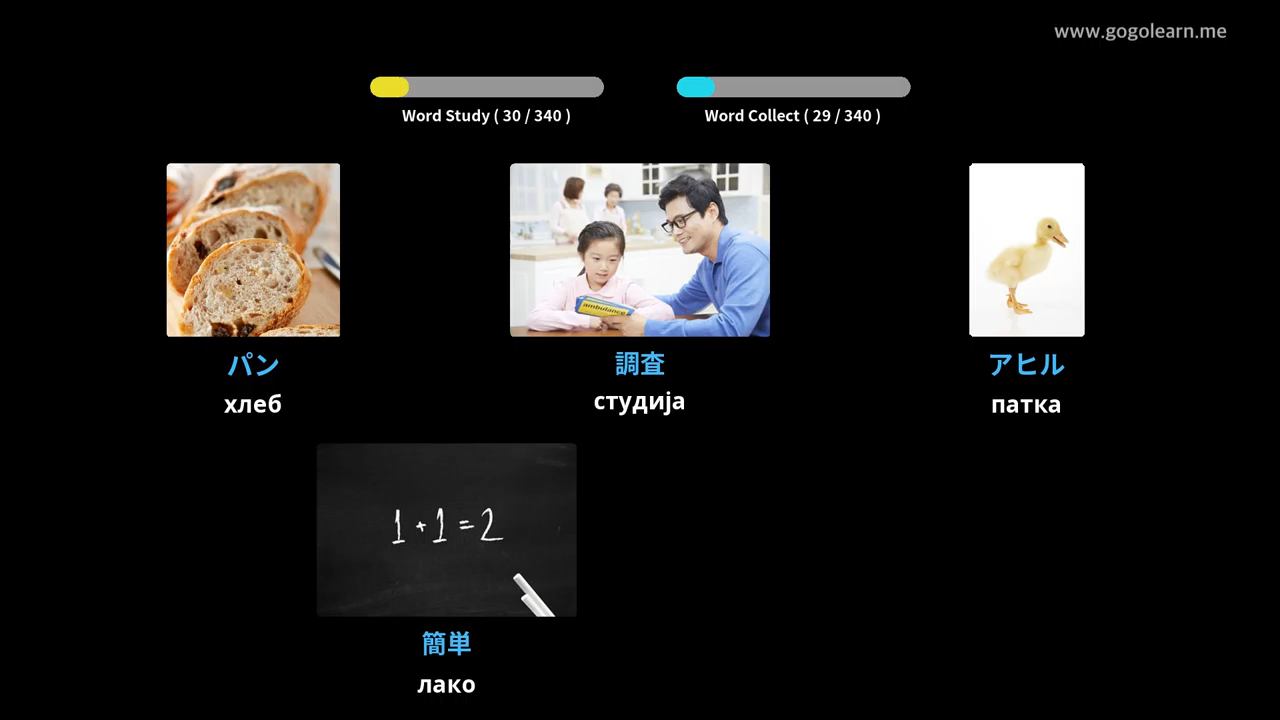 www.gogolearn.me
Word Study ( 30 / 340 )
Word Collect ( 29 / 340 )
ambulance
パン
調査
アヒル
хлеб
студија
патка
1 + 1 = 2
簡単
лако